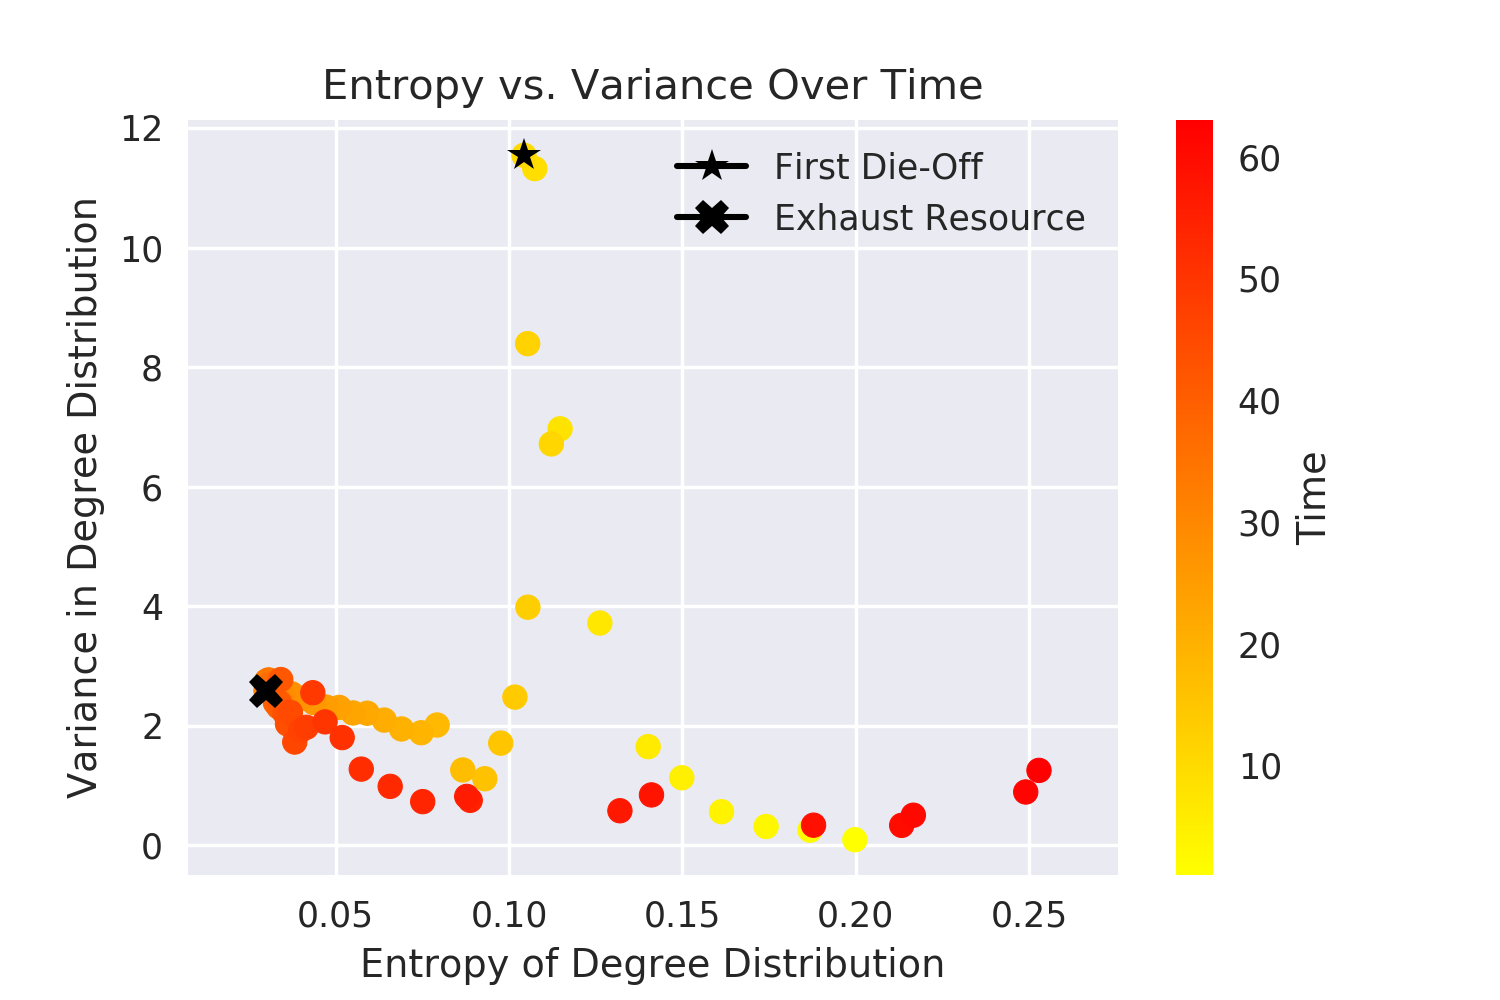 Entropy vs. Variance Over Time
12
10
8
6
4
2
0
Variance in Degree Distribution
First Die-Off
Exhaust Resource
0.05 0.10 0.15 0.20 0.25
Entropy of Degree Distribution
60
50
40
30
20
10
Time